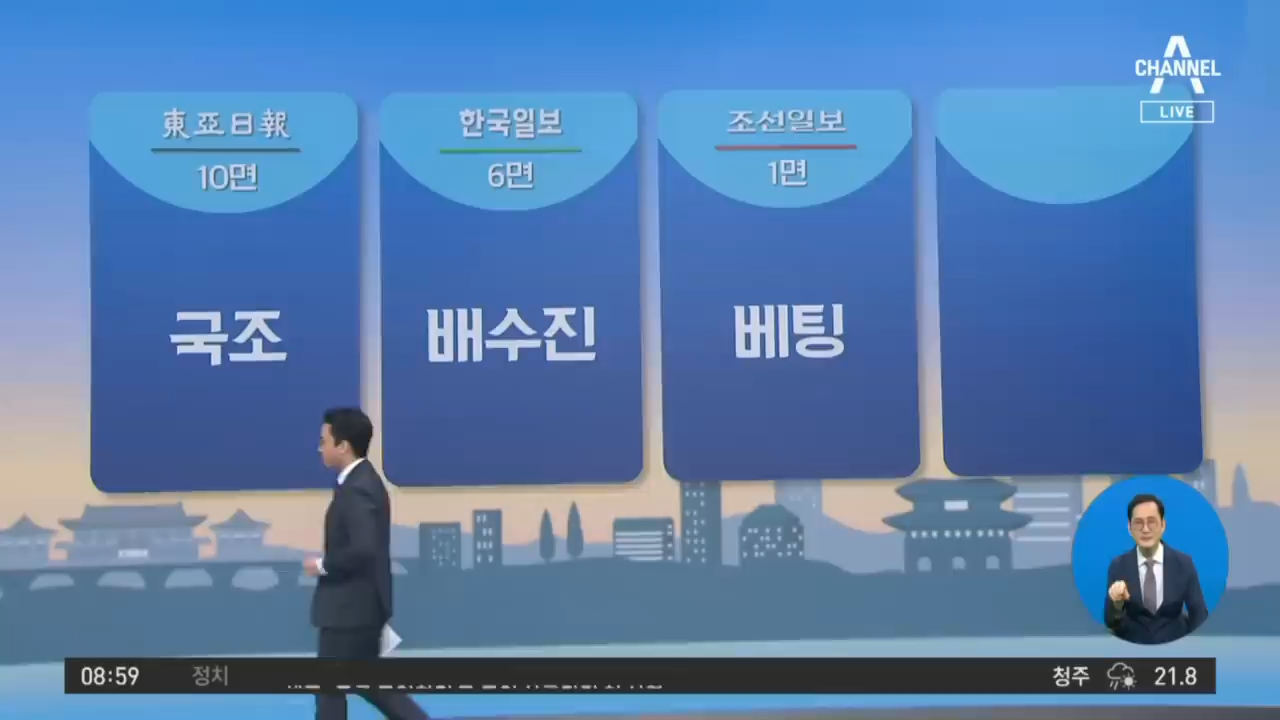 CHANNEL A
LIVE
東亞日報
10면
국조
한국일보
6면
배수진
조선일보
1면
베팅
08:59
정치
청주
21.8